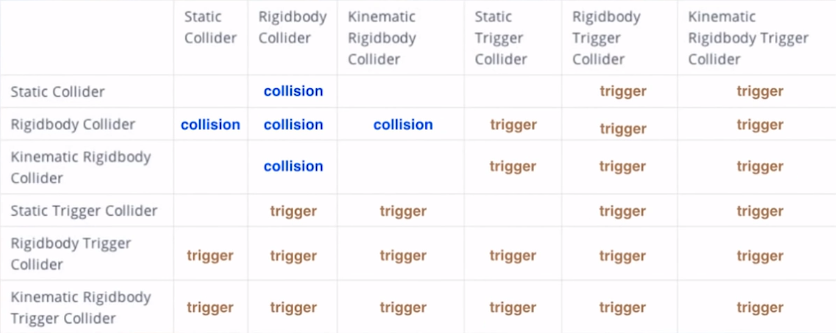 Static Collider Rigidbody Collider Kinematic Rigidbody Collider Static Trigger Collider Rigidbody Trigger Collider Kinematic Rigidbody Trigger Collider
Static Collider collision trigger trigger
Rigidbody Collider collision collision collision trigger trigger trigger
Kinematic Rigidbody Collider collision trigger trigger trigger
Static Trigger Collider trigger trigger trigger trigger
Rigidbody Trigger Collider trigger trigger trigger trigger trigger trigger
Kinematic Rigidbody Trigger Collider trigger trigger trigger trigger trigger trigger